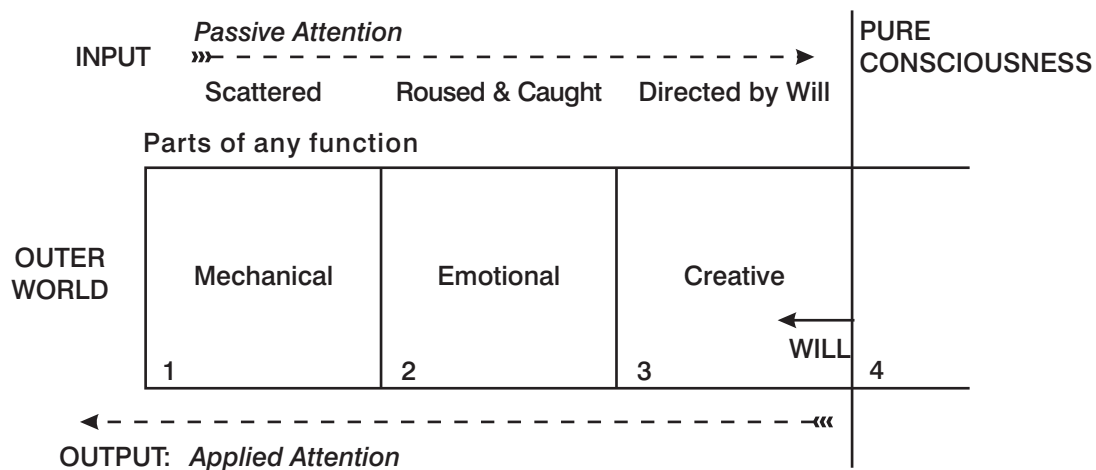 Passive Attention
INPUT
Scattered
Roused & Caught
Directed by Will
PURE
CONSCIOUSNESS
Parts of any function
OUTER
WORLD
Mechanical
Emotional
Creative
WILL
1
2
3
4
OUTPUT: Applied Attention